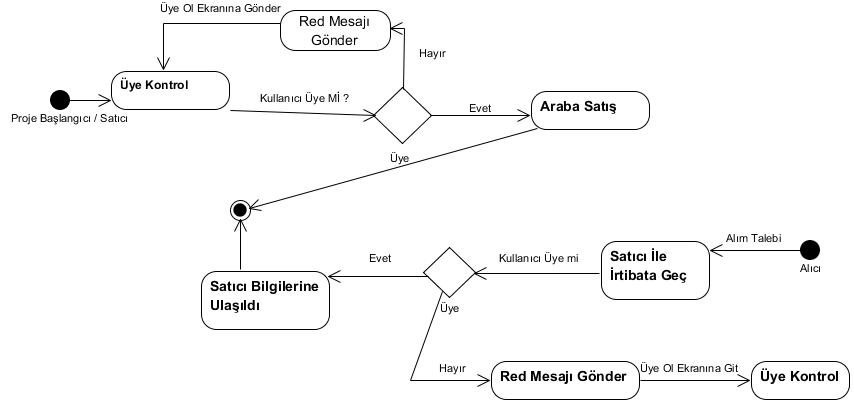 Üye Ol Ekranına Gönder
Red Mesajı
Gönder
Hayır
Üye Kontrol
Kullanıcı Üye Mİ ?
Evet
Araba Satış
Proje Başlangıcı / Satıcı
Üye
Alım Talebi
Alıcı
Satıcı İle
İrtibata Geç
Kullanıcı Üye mi
Evet
Satıcı Bilgilerine
Ulaşıldı
Üye
Hayır
Red Mesajı Gönder
Üye Ol Ekranına Git
Üye Kontrol